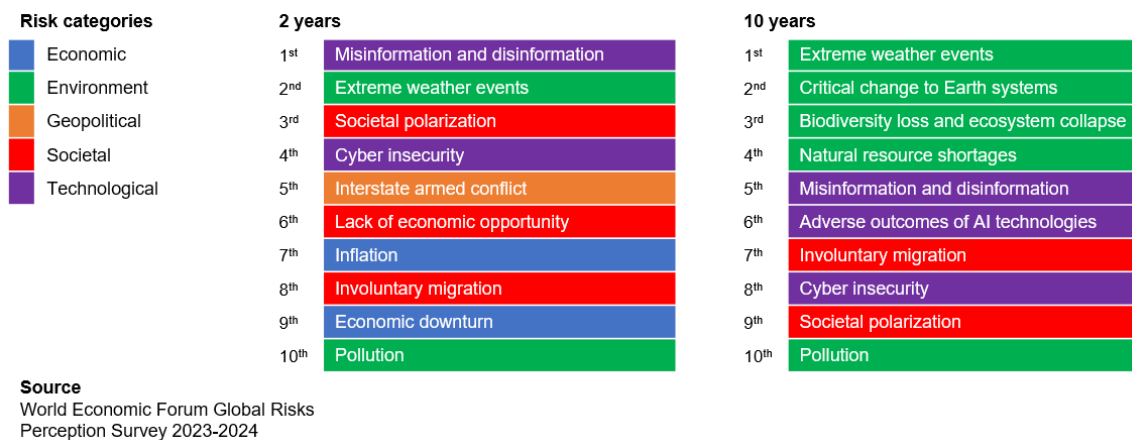 Risk categories
Economic
Environment
Geopolitical
Societal
Technological
2 years
1st Misinformation and disinformation
2nd Extreme weather events
3rd Societal polarization
4th Cyber insecurity
5th Interstate armed conflict
6th Lack of economic opportunity
7th Inflation
8th Involuntary migration
9th Economic downturn
10th Pollution
10 years
1st Extreme weather events
2nd Critical change to Earth systems
3rd Biodiversity loss and ecosystem collapse
4th Natural resource shortages
5th Misinformation and disinformation
6th Adverse outcomes of AI technologies
7th Involuntary migration
8th Cyber insecurity
9th Societal polarization
10th Pollution
Source
World Economic Forum Global Risks
Perception Survey 2023-2024